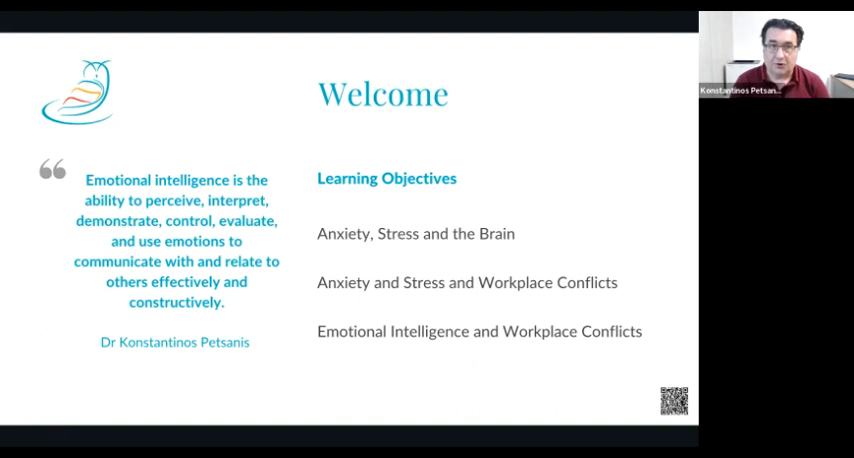 Welcome
“
Emotional intelligence is the
ability to perceive, interpret,
demonstrate, control, evaluate,
and use emotions to
communicate with and relate to
others effectively and
constructively.
Dr Konstantinos Petsanis
Learning Objectives
Anxiety, Stress and the Brain
Anxiety and Stress and Workplace Conflicts
Emotional Intelligence and Workplace Conflicts
Konstantinos Petsan...